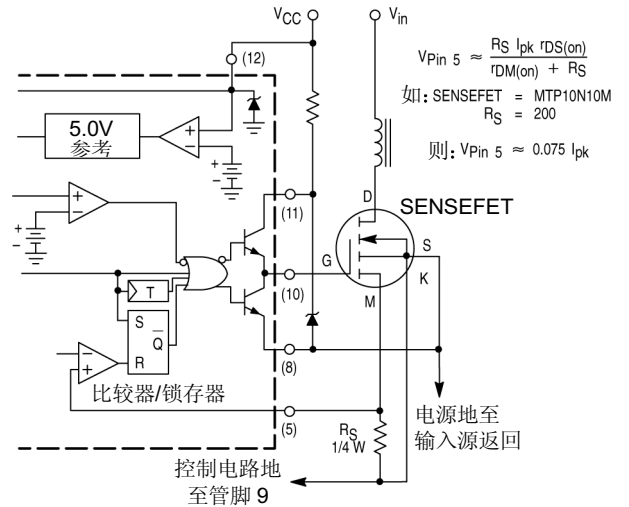 VCC
Vin
(12)
VPin 5 ≈ RS Ipk rDS(on) / rDM(on) + RS
如: SENSEFET = MTP10N10M
RS = 200
则: VPin 5 ≈ 0.075 Ipk
5.0V
参考
+
−
+
−
+
−
+
−
(11)
D
SENSEFET
G
S
K
M
(10)
T
S
Q
R
−
+
(8)
比较器/锁存器
(5)
RS
1/4 W
电源地至
输入源返回
控制电路地
至管脚 9